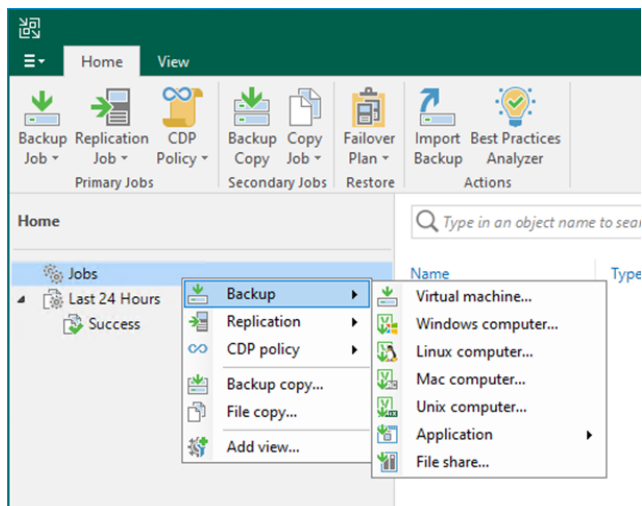 Home View
Backup Replication CDP Backup Copy Failover Import Best Practices
Job Job Policy Copy Job Plan Backup Analyzer
Primary Jobs Secondary Jobs Restore Actions
Home
Type in an object name to sear
Jobs
Name Type
Last 24 Hours
Success
Backup
Replication
CDP policy
Backup copy...
File copy...
Add view...
Virtual machine...
Windows computer...
Linux computer...
Mac computer...
Unix computer...
Application
File share...